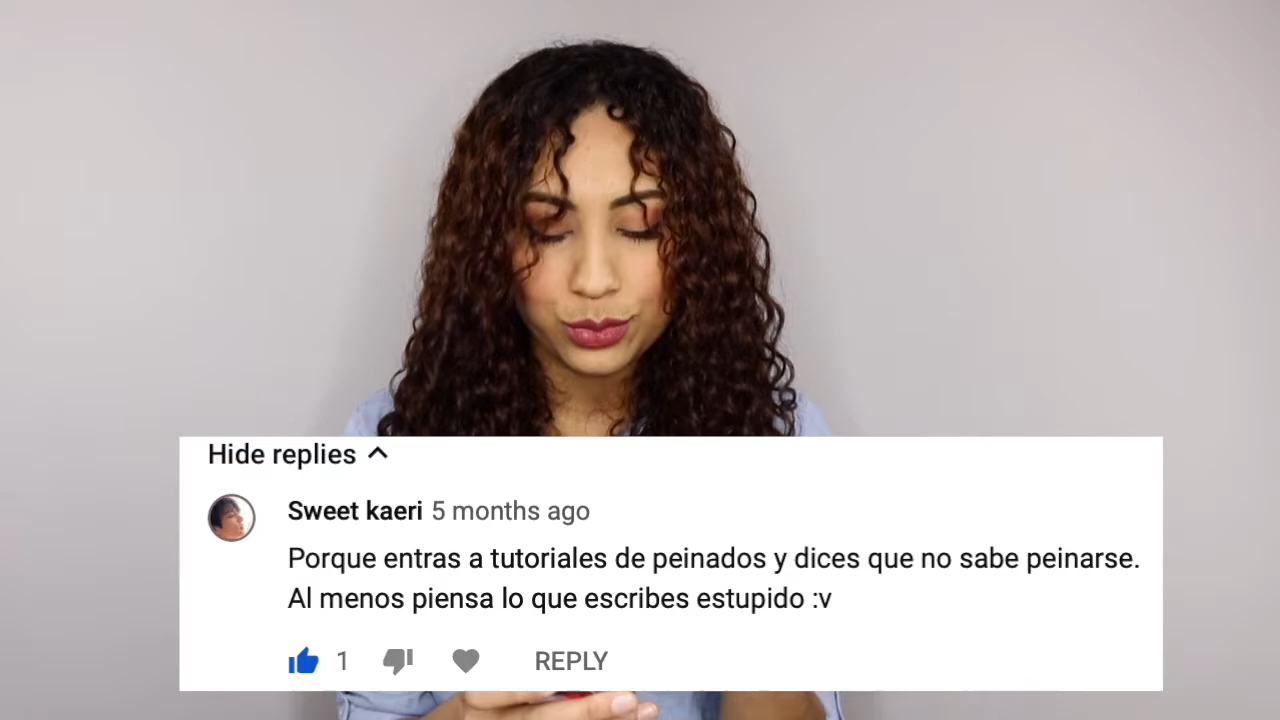 Hide replies
Sweet kaeri 5 months ago
Porque entras a tutoriales de peinados y dices que no sabe peinarse.
Al menos piensa lo que escribes estupido :v
1 REPLY